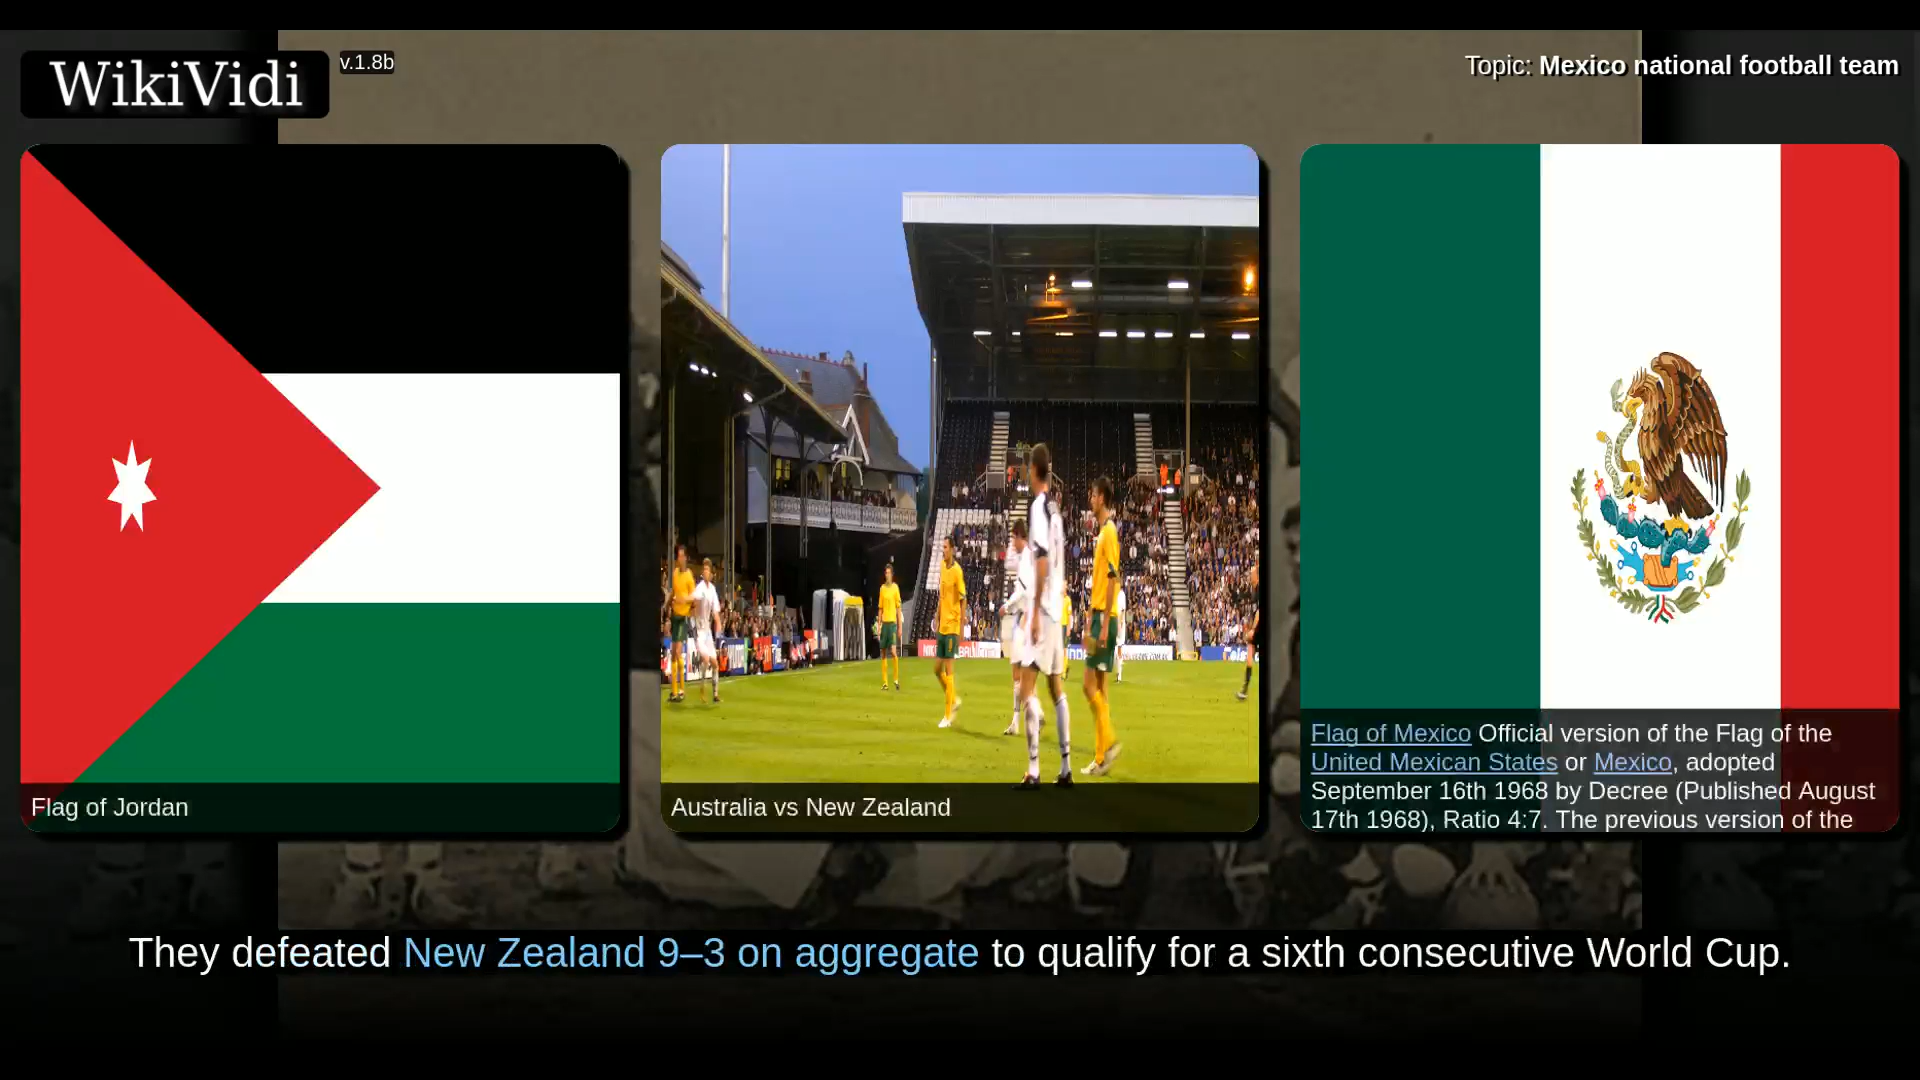 WikiVidi
v.1.8b
Topic: Mexico national football team
Flag of Jordan
Australia vs New Zealand
Flag of Mexico Official version of the Flag of the
United Mexican States or Mexico, adopted
September 16th 1968 by Decree (Published August
17th 1968), Ratio 4:7. The previous version of the
They defeated New Zealand 9–3 on aggregate to qualify for a sixth consecutive World Cup.